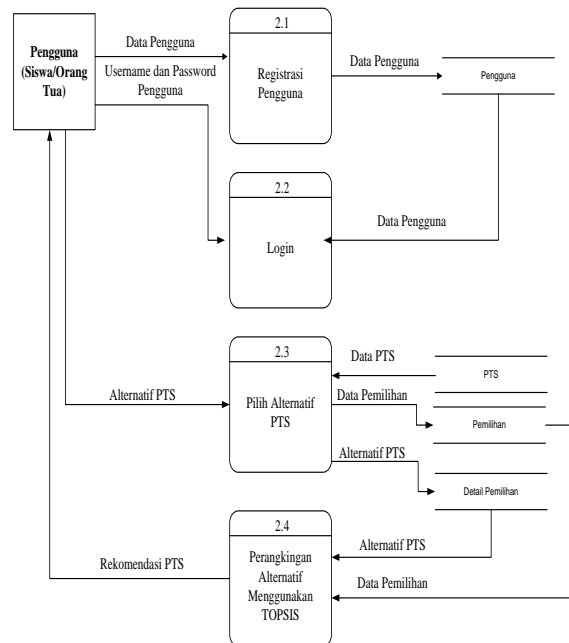 2.1
Pengguna
(Siswa/Orang
Tua)
Data Pengguna
Username dan Password
Pengguna
Registrasi
Pengguna
Data Pengguna
Pengguna
2.2
Login
Data Pengguna
2.3
Pilih Alternatif
PTS
Alternatif PTS
Data PTS
PTS
Data Pemilihan
Pemilihan
Alternatif PTS
Detail Pemilihan
2.4
Perangkingan
Alternatif
Menggunakan
TOPSIS
Alternatif PTS
Rekomendasi PTS
Data Pemilihan